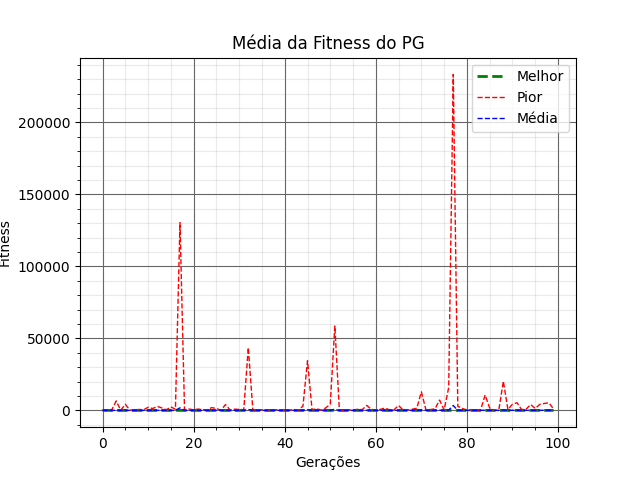 Média da Fitness do PG
Melhor
Pior
Média
200000
150000
100000
50000
0
Fitness
0 20 40 60 80 100
Gerações